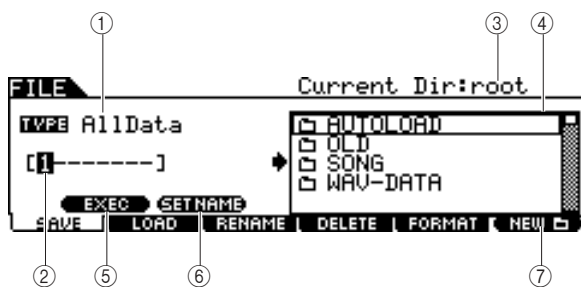 ① ③ ④
FILE Current Dir:root
TYPE AllData
[1--------]
AUTOLOAD
OLD
SONG
WAV-DATA
EXEC SETNAME
SAVE LOAD RENAME DELETE FORMAT NEW
② ⑤ ⑥ ⑦